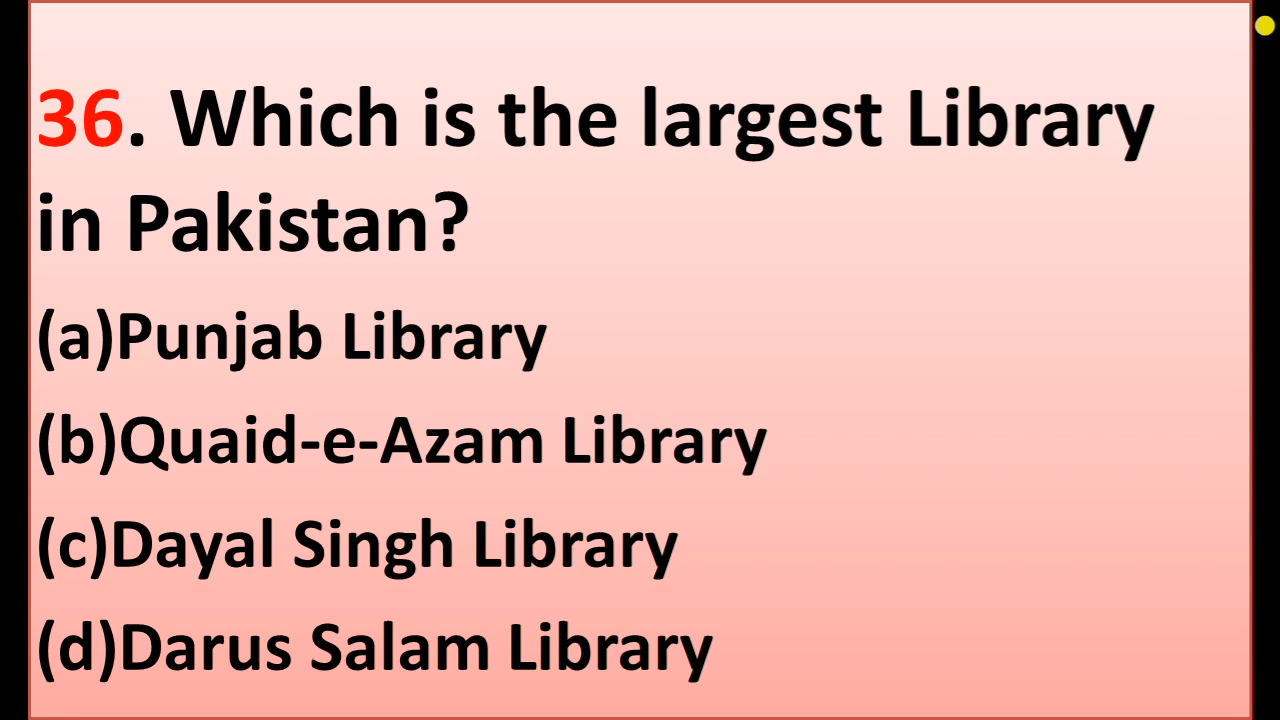 36. Which is the largest Library
in Pakistan?
(a)Punjab Library
(b)Quaid-e-Azam Library
(c)Dayal Singh Library
(d)Darus Salam Library